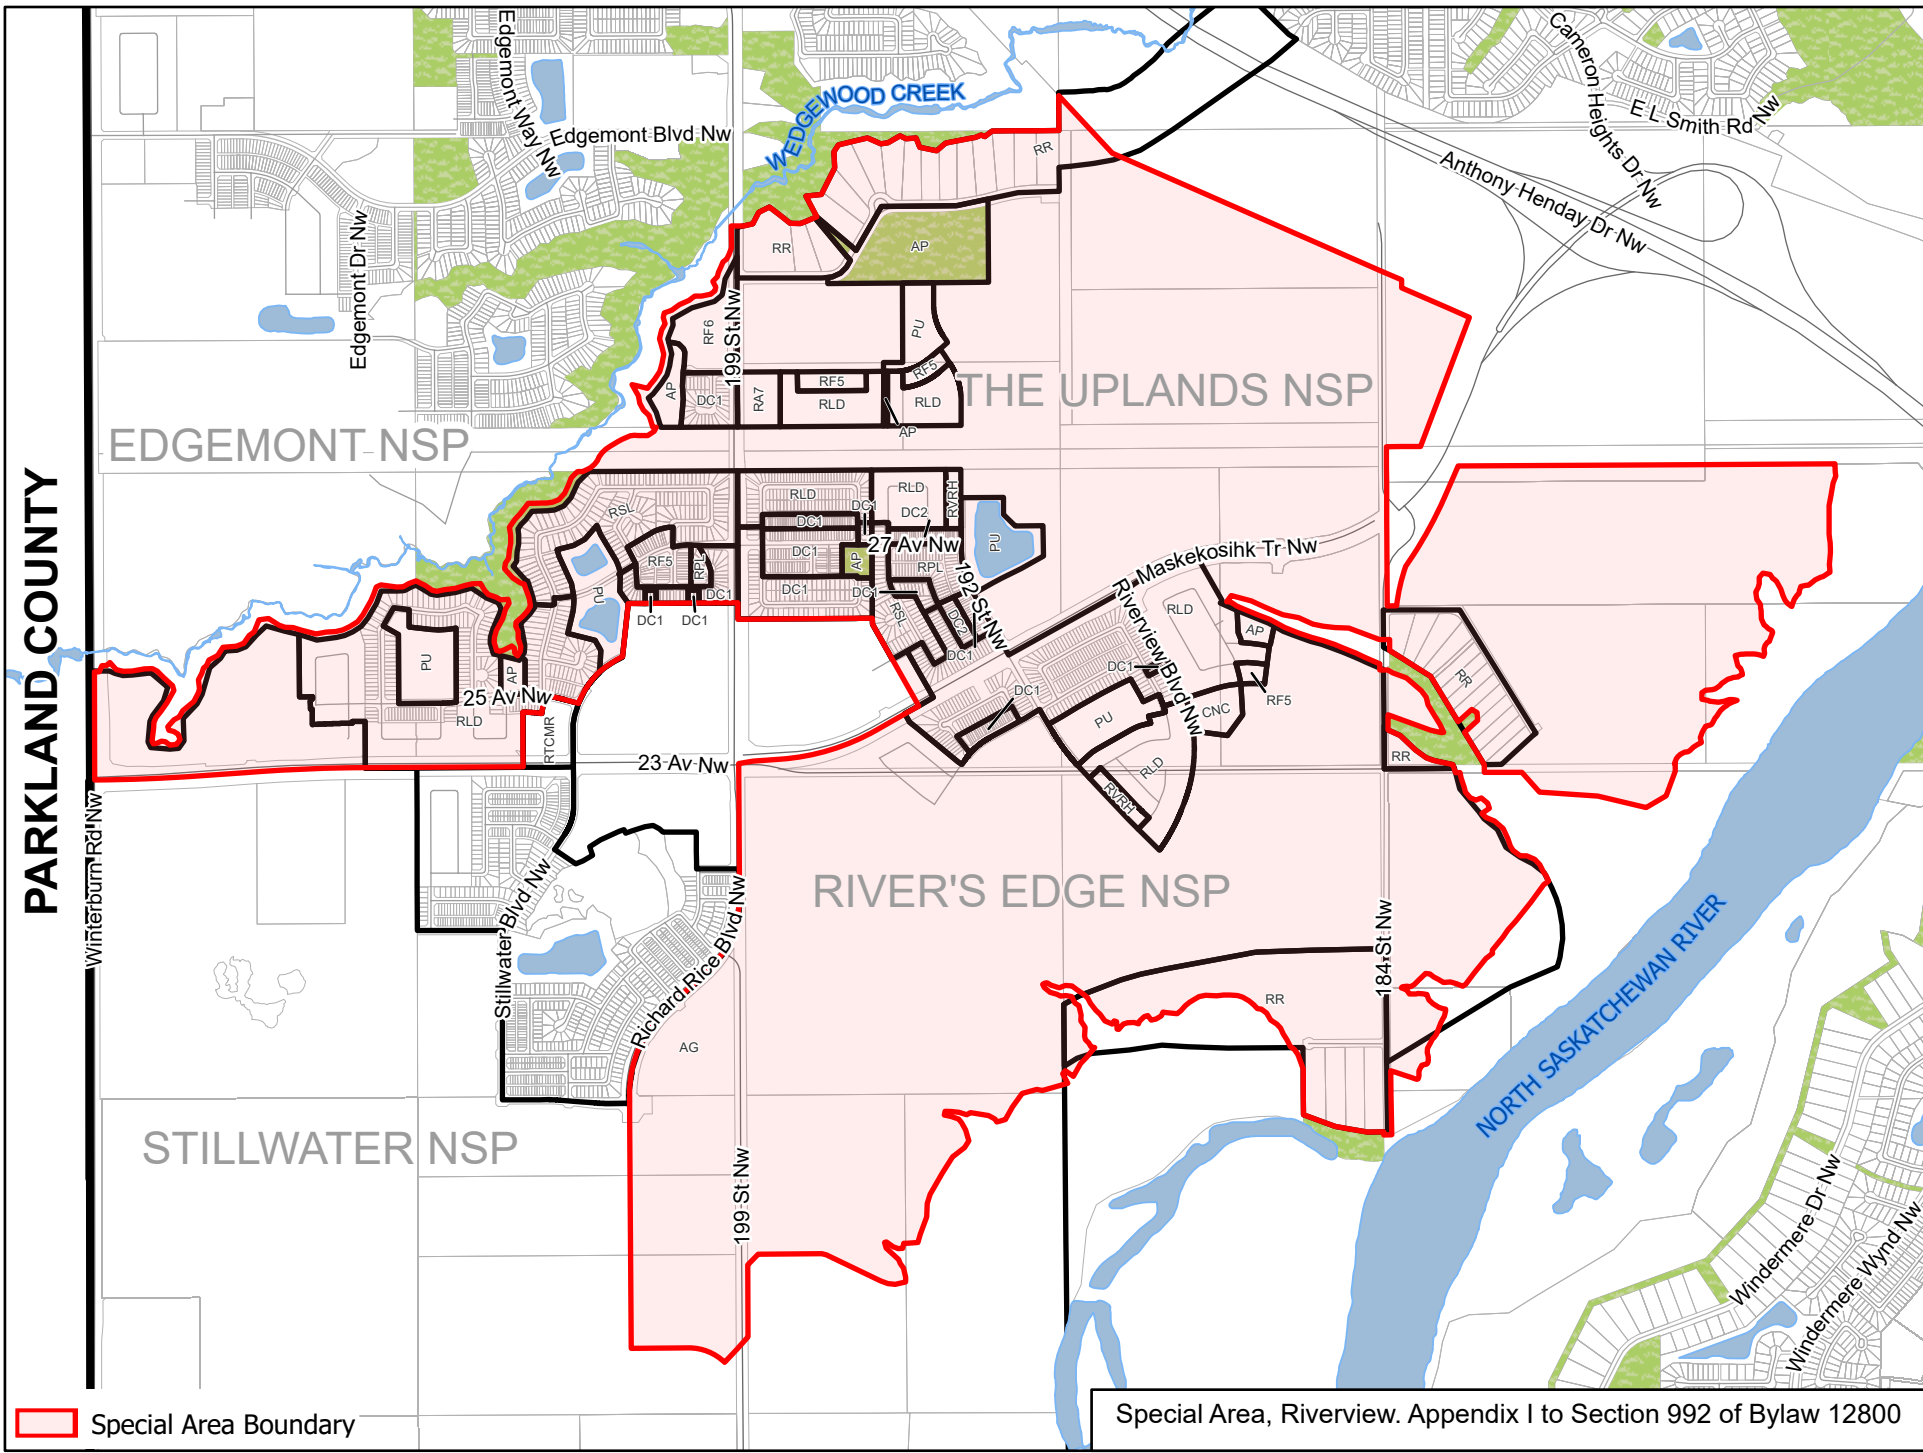 Edgemont Way Nw
Edgemont Blvd Nw
WEDGEWOOD CREEK
Cameron Heights Dr Nw
E L Smith Rd Nw
Anthony Henday Dr Nw
Edgemont Dr Nw
RR
RR
AP
199 St Nw
RF6
PU
AP
DC1
RA7
RF5
RLD
RF5
RLD
AP
THE UPLANDS NSP
EDGEMONT NSP
PARKLAND COUNTY
RSL
RLD
DC1
DC1
RLD
DC2
RVRH
27 Av Nw
PU
RF5
RPL
DC1
AP
RPL
192 St Nw
Maskekosihk Tr Nw
PU
DC1
DC1
DC1
DC1
DC1
RSL
DC2
DC1
Riverview Blvd Nw
RLD
AP
PU
AP
25 Av Nw
RLD
RTCMR
DC1
DC1
RF5
CNC
PU
RR
RR
23 Av Nw
RLD
RVRH
Winterburn Rd Nw
Stillwater Blvd Nw
Richard Rice Blvd Nw
RIVER'S EDGE NSP
184 St Nw
NORTH SASKATCHEWAN RIVER
RR
AG
STILLWATER NSP
199 St Nw
Windermere Dr Nw
Windermere Wynd Nw
Special Area Boundary
Special Area, Riverview. Appendix I to Section 992 of Bylaw 12800